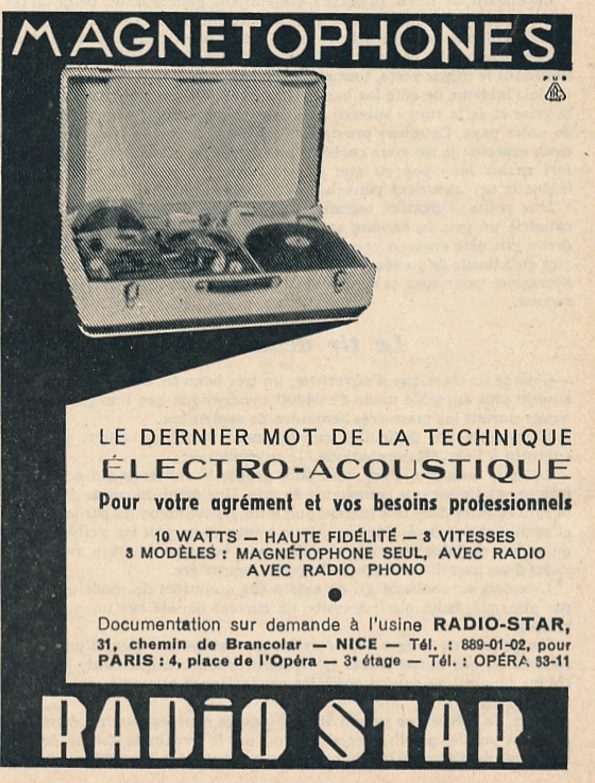 MAGNETOPHONES
PUB
LE DERNIER MOT DE LA TECHNIQUE
ÉLECTRO-ACOUSTIQUE
Pour votre agrément et vos besoins professionnels
10 WATTS — HAUTE FIDÉLITÉ — 3 VITESSES
3 MODÈLES : MAGNÉTOPHONE SEUL, AVEC RADIO
AVEC RADIO PHONO
Documentation sur demande à l'usine RADIO-STAR,
31, chemin de Brancolar — NICE — Tél. : 889-01-02, pour
PARIS : 4, place de l'Opéra — 3e étage — Tél. : OPÉRA 53-11
RADIO STAR